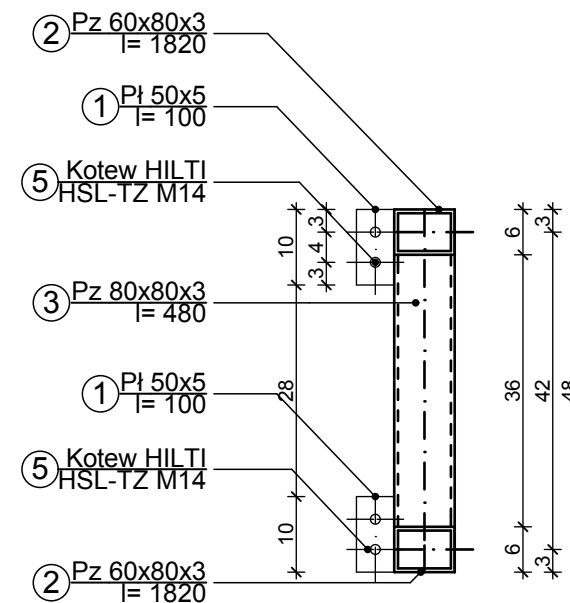 2 Pz 60x80x3
l= 1820
1 Pł 50x5
l= 100
5 Kotew HILTI
HSL-TZ M14
3 Pz 80x80x3
l= 480
1 Pł 50x5
l= 100
5 Kotew HILTI
HSL-TZ M14
2 Pz 60x80x3
l= 1820
10
28
10
3
4
3
6
36
6
3
42
3
48